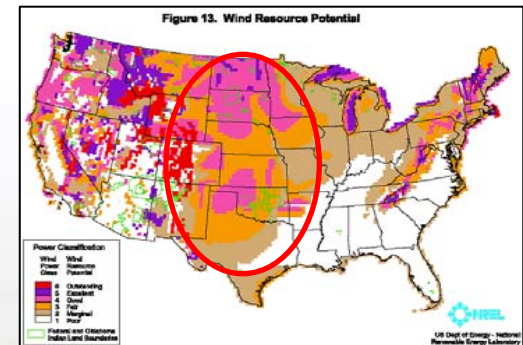 Figure 13. Wind Resource Potential
Power Classification
Wind Wind
Power Resource
Class Potential
6 Outstanding
5 Excellent
4 Good
3 Fair
2 Marginal
1 Poor
Federal and Oklahoma
Indian Land Boundaries
NREL
US Dept of Energy - National
Renewable Energy Laboratory